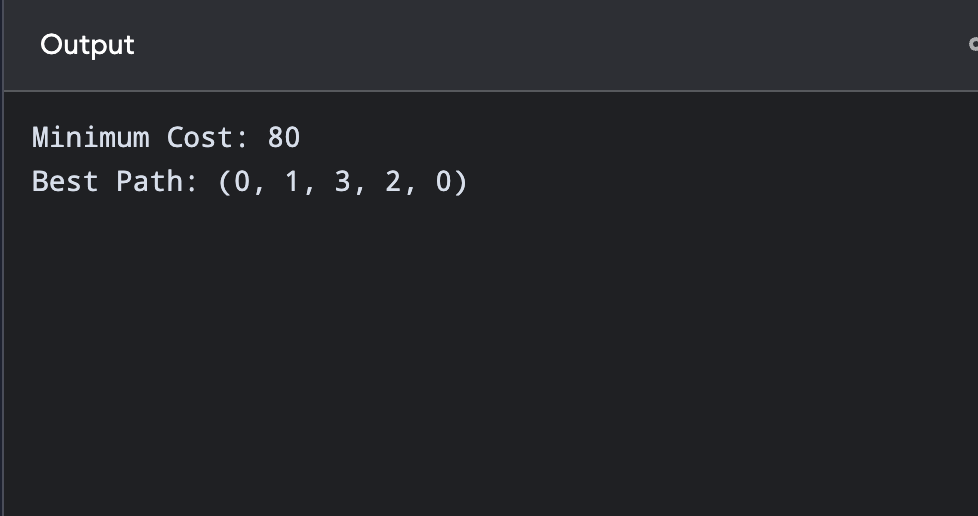 Output
Minimum Cost: 80
Best Path: (0, 1, 3, 2, 0)